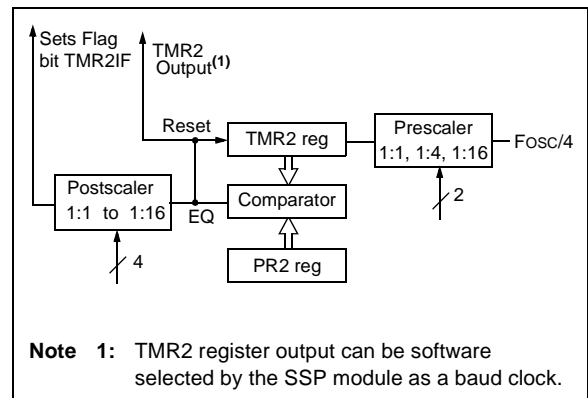 Sets Flag
bit TMR2IF
TMR2
Output(1)
Reset
TMR2 reg
Prescaler
1:1, 1:4, 1:16
FOSC/4
2
Postscaler
1:1 to 1:16
EQ
Comparator
4
PR2 reg
Note 1: TMR2 register output can be software
selected by the SSP module as a baud clock.